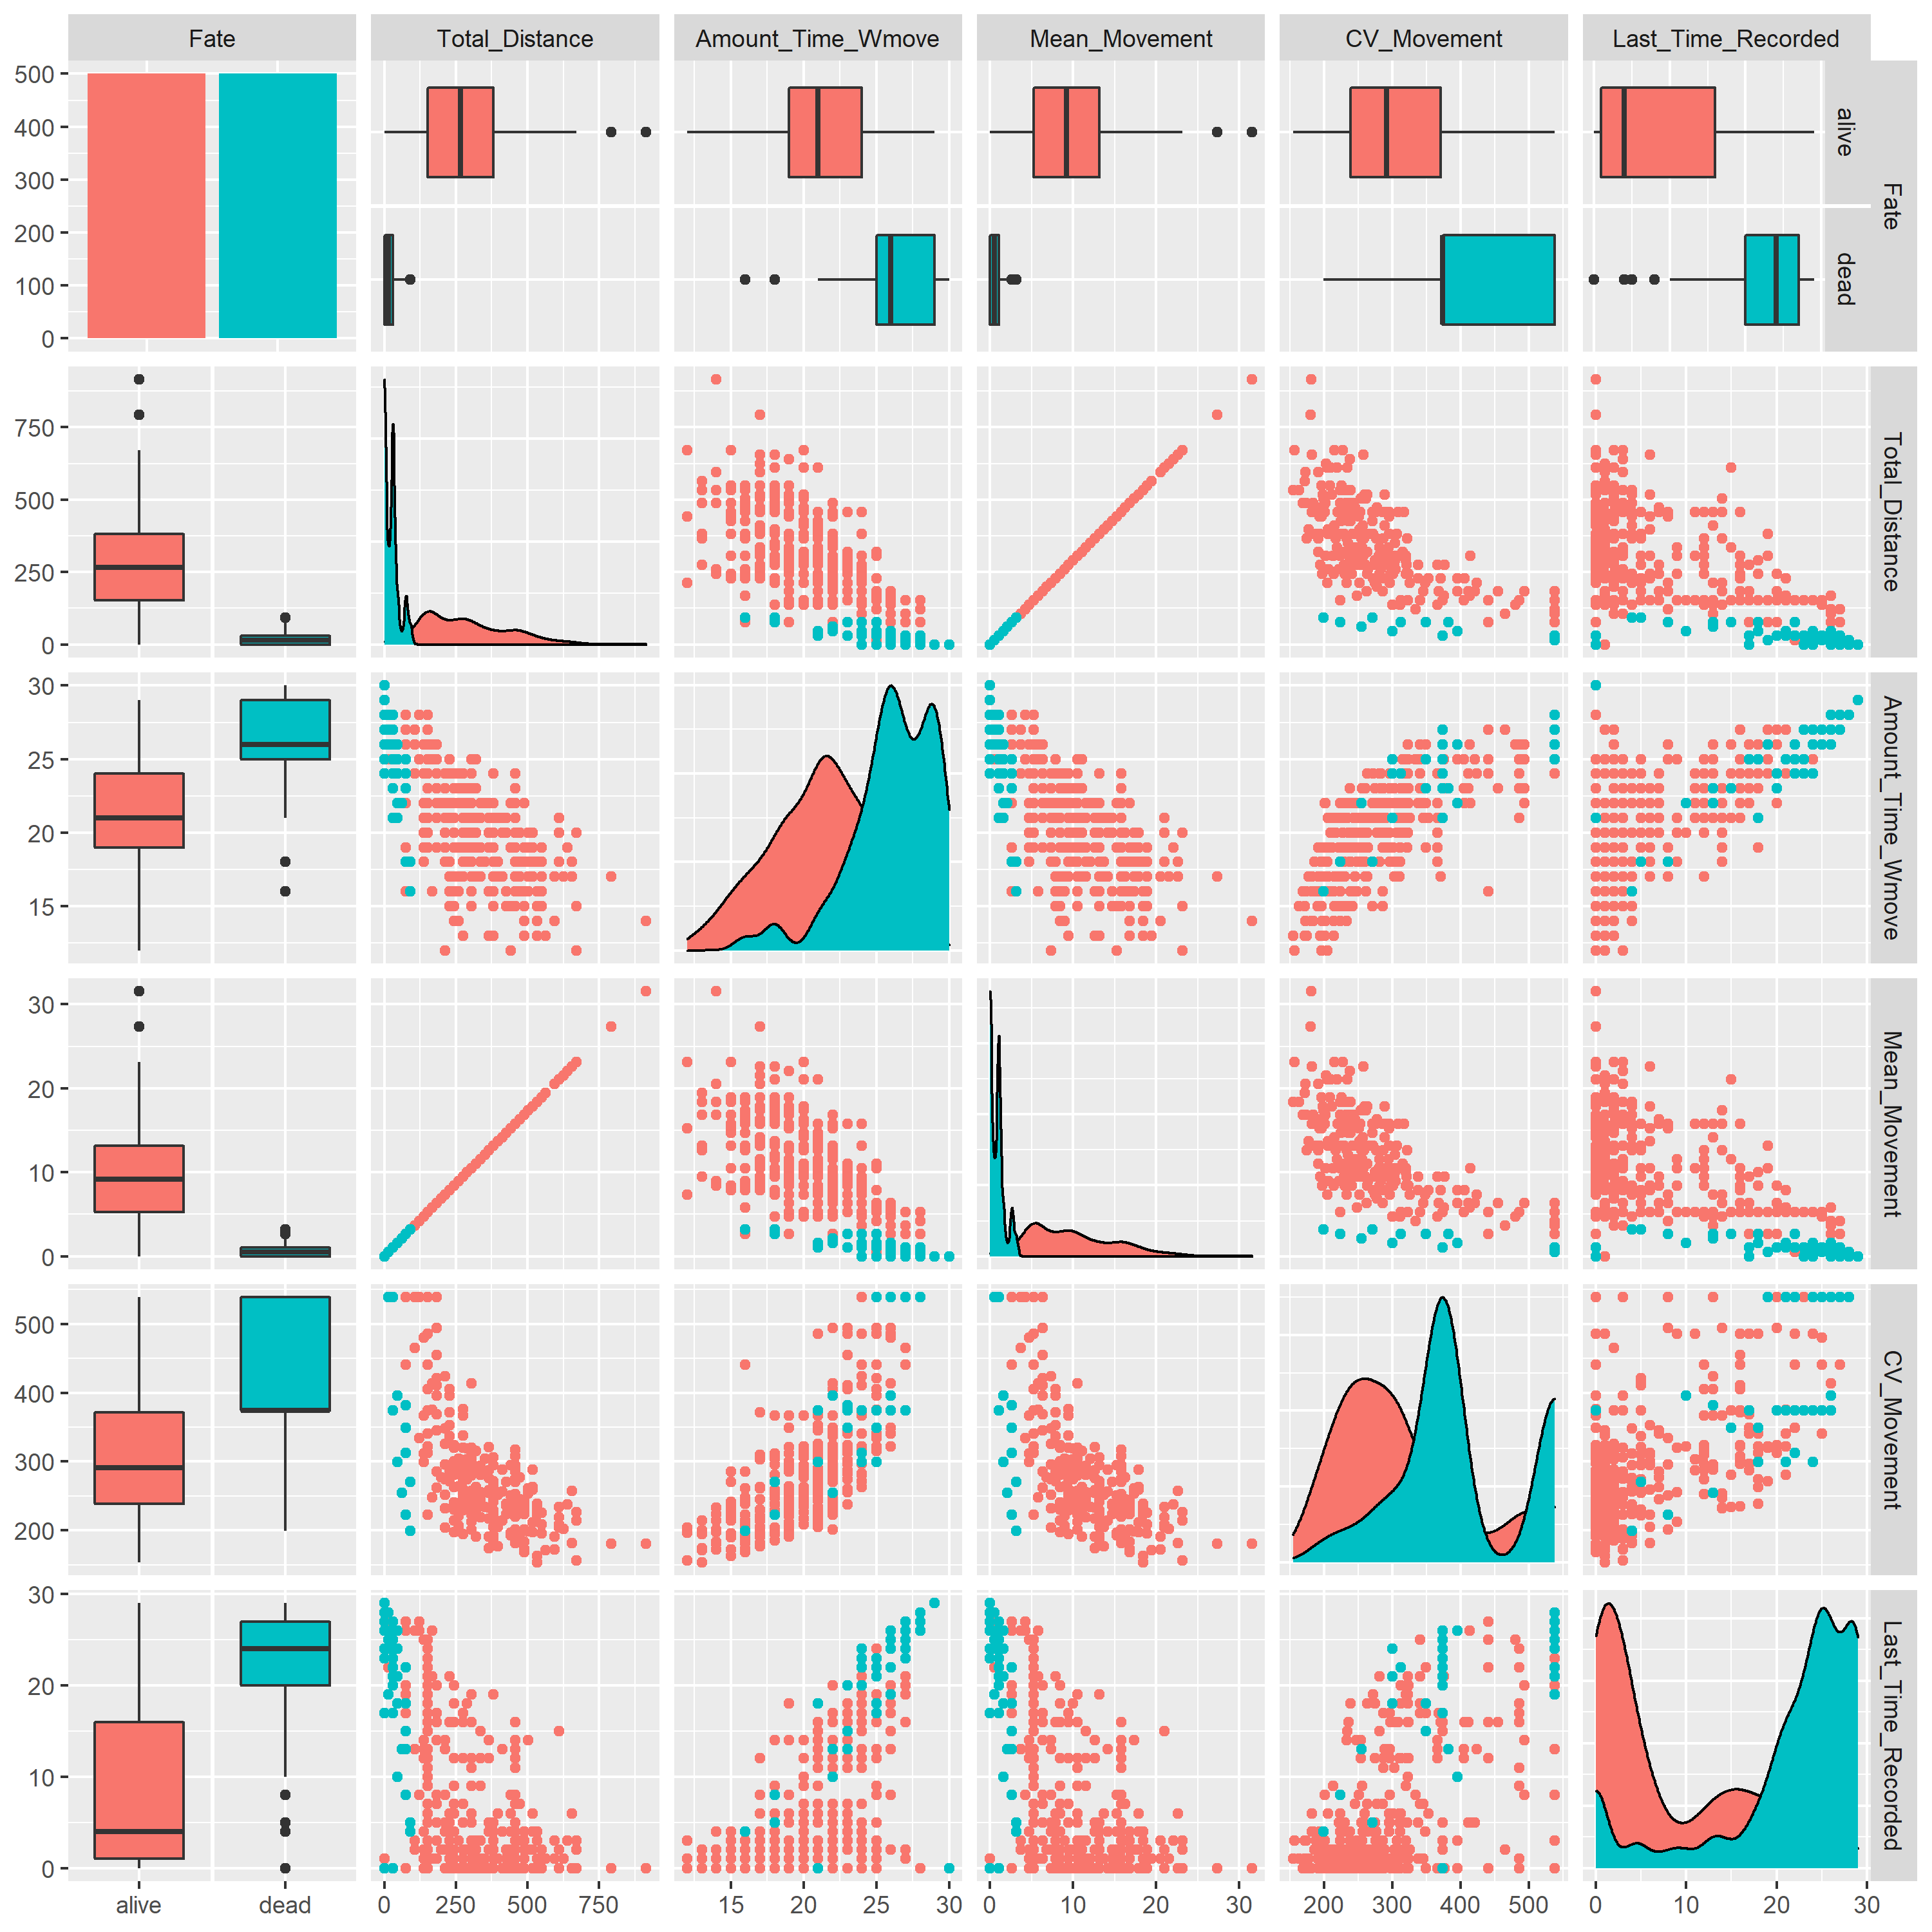 Fate Total_Distance Amount_Time_Wmove Mean_Movement CV_Movement Last_Time_Recorded
500
400
300
200
100
0
alive
dead
Fate
750
500
250
0
Total_Distance
30
25
20
15
Amount_Time_Wmove
30
20
10
0
Mean_Movement
500
400
300
200
CV_Movement
30
20
10
0
Last_Time_Recorded
alive dead 0 250 500 750 15 20 25 30 0 10 20 30 200 300 400 500 0 10 20 30